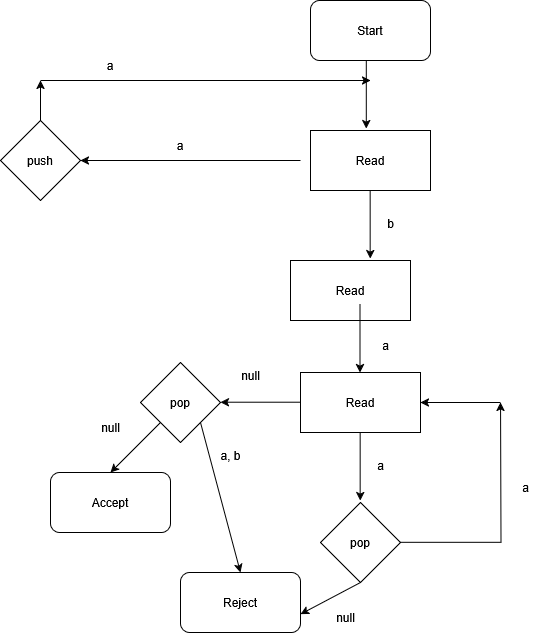 Start
a
push
a
Read
b
Read
a
null
pop
Read
null
a, b
a
a
Accept
pop
Reject
null